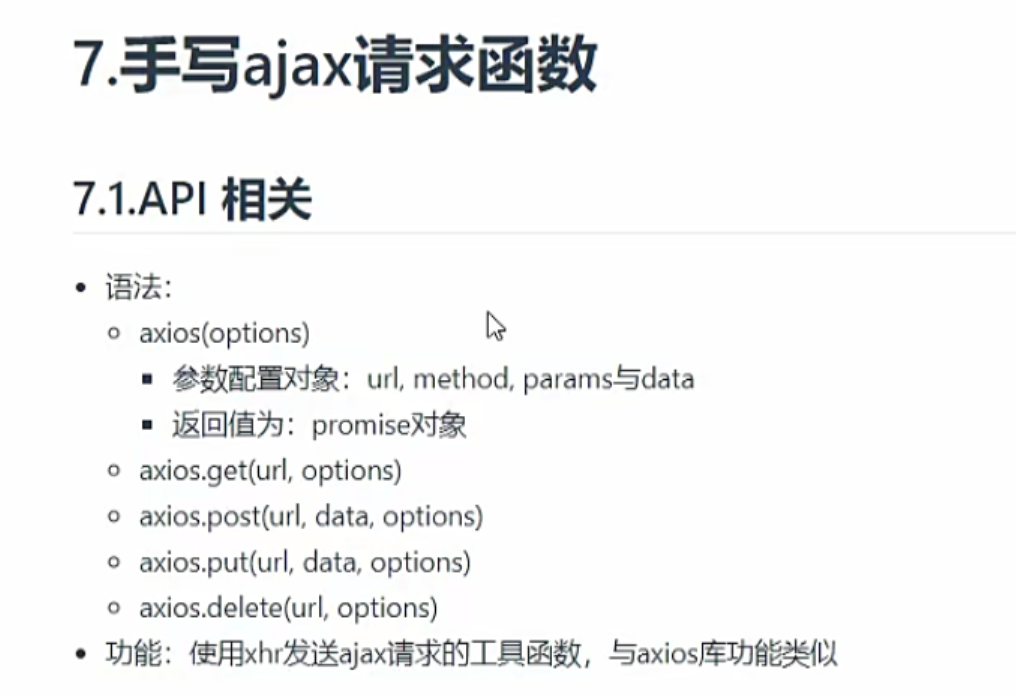 7.手写ajax请求函数
7.1.API 相关
语法：
axios(options)
参数配置对象：url, method, params与data
返回值为：promise对象
axios.get(url, options)
axios.post(url, data, options)
axios.put(url, data, options)
axios.delete(url, options)
功能：使用xhr发送ajax请求的工具函数，与axios库功能类似